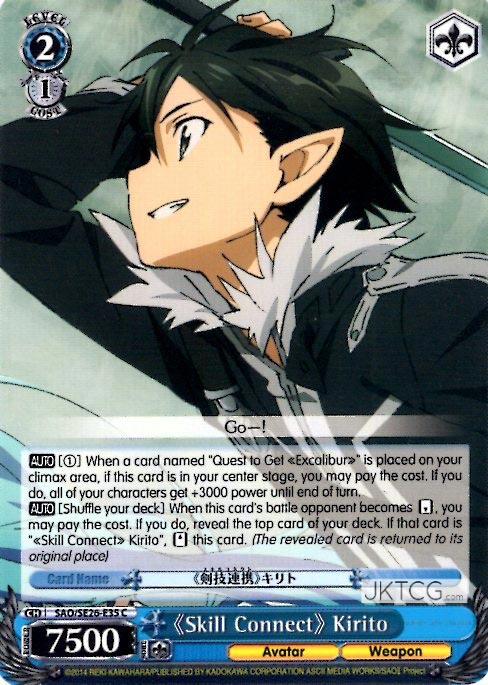 LEVEL
2
1
COST
Go—!
AUTO [①] When a card named "Quest to Get «Excalibur»" is placed on your
climax area, if this card is in your center stage, you may pay the cost. If you
do, all of your characters get +3000 power until end of turn.
AUTO [Shuffle your deck] When this card's battle opponent becomes , you
may pay the cost. If you do, reveal the top card of your deck. If that card is
"«Skill Connect» Kirito", this card. (The revealed card is returned to its
original place)
Card Name
《剣技連携》キリト
JKTCG.com
CH SAO/SE26-E35 C
POWER
7500
《Skill Connect》 Kirito
Avatar Weapon
©2014 REKI KAWAHARA/PUBLISHED BY KADOKAWA CORPORATION ASCII MEDIA WORKS/SAOⅡ Project